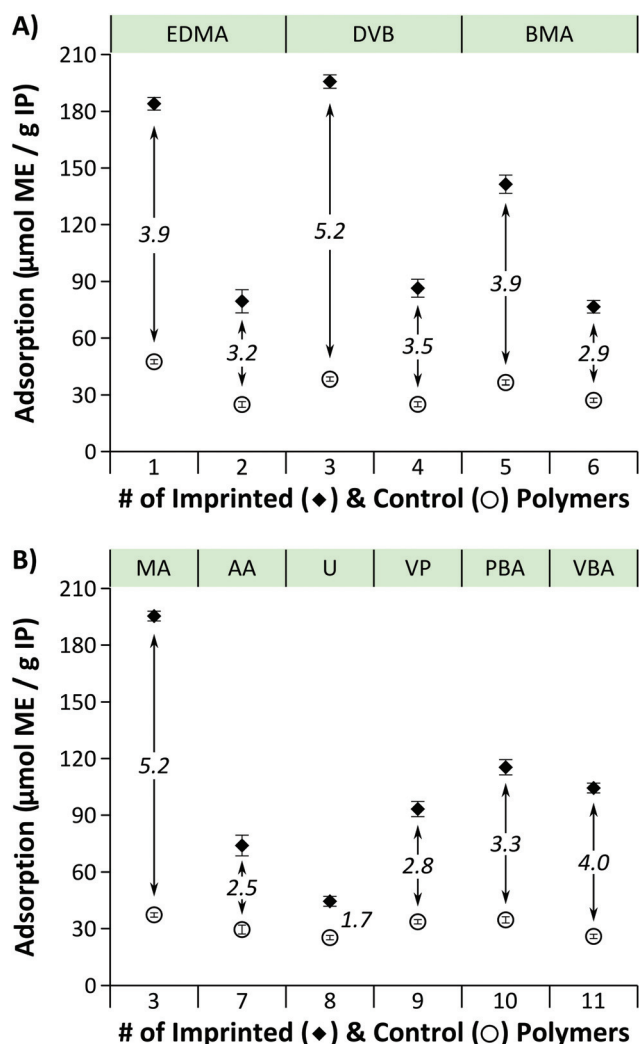 A)
EDMA DVB BMA
210
180
150
120
90
60
30
0
Adsorption (µmol ME / g IP)
3.9 3.2 5.2 3.5 3.9 2.9
1 2 3 4 5 6
# of Imprinted (◆) & Control (○) Polymers
B)
MA AA U VP PBA VBA
210
180
150
120
90
60
30
0
Adsorption (µmol ME / g IP)
5.2 2.5 1.7 2.8 3.3 4.0
3 7 8 9 10 11
# of Imprinted (◆) & Control (○) Polymers